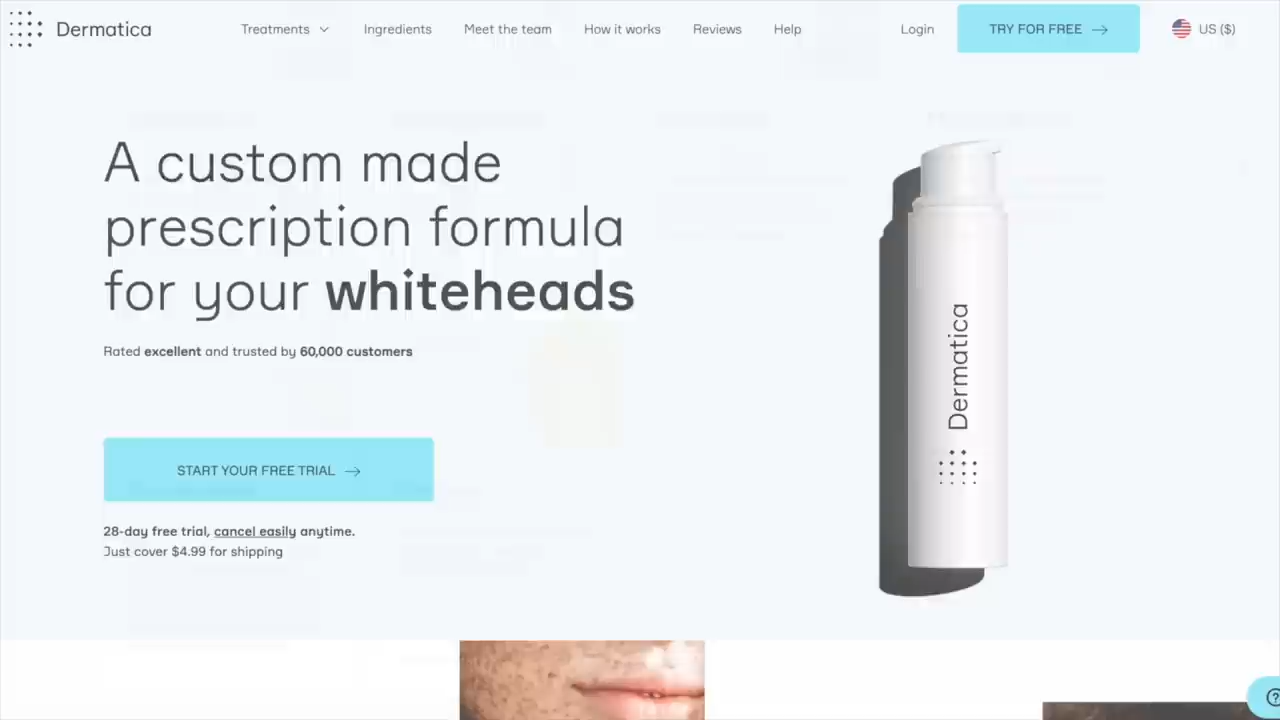 Dermatica
Treatments
Ingredients
Meet the team
How it works
Reviews
Help
Login
TRY FOR FREE
US ($)
A custom made
prescription formula
for your whiteheads
Rated excellent and trusted by 60,000 customers
START YOUR FREE TRIAL
28-day free trial, cancel easily anytime.
Just cover $4.99 for shipping
Dermatica
?